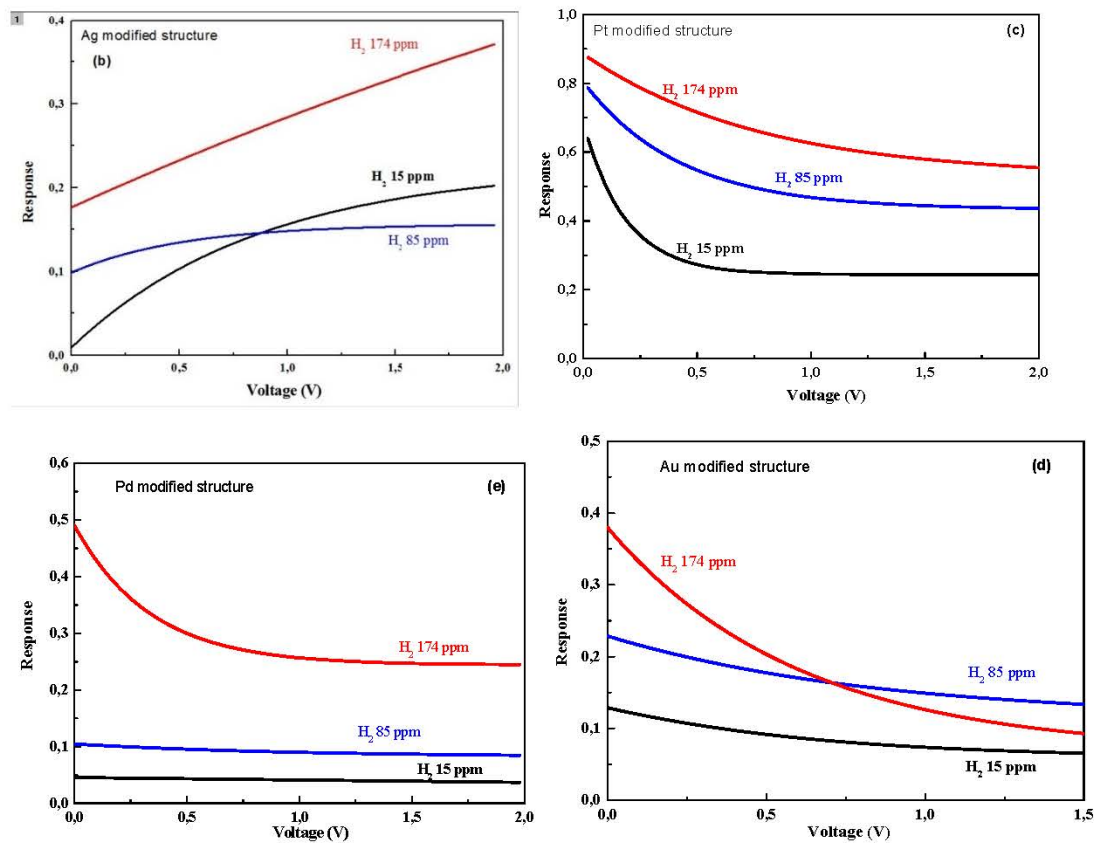 1
Ag modified structure
(b)
H₂ 174 ppm
H₂ 15 ppm
H₂ 85 ppm
Response
0,4
0,3
0,2
0,1
0,0
0,0 0,5 1,0 1,5 2,0
Voltage (V)
Pt modified structure
(c)
H₂ 174 ppm
H₂ 85 ppm
H₂ 15 ppm
Response
1,0
0,8
0,6
0,4
0,2
0,0
0,0 0,5 1,0 1,5 2,0
Voltage (V)
Pd modified structure
(e)
H₂ 174 ppm
H₂ 85 ppm
H₂ 15 ppm
Response
0,6
0,5
0,4
0,3
0,2
0,1
0,0
0,0 0,5 1,0 1,5 2,0
Voltage (V)
Au modified structure
(d)
H₂ 174 ppm
H₂ 85 ppm
H₂ 15 ppm
Response
0,5
0,4
0,3
0,2
0,1
0,0
0,0 0,5 1,0 1,5
Voltage (V)